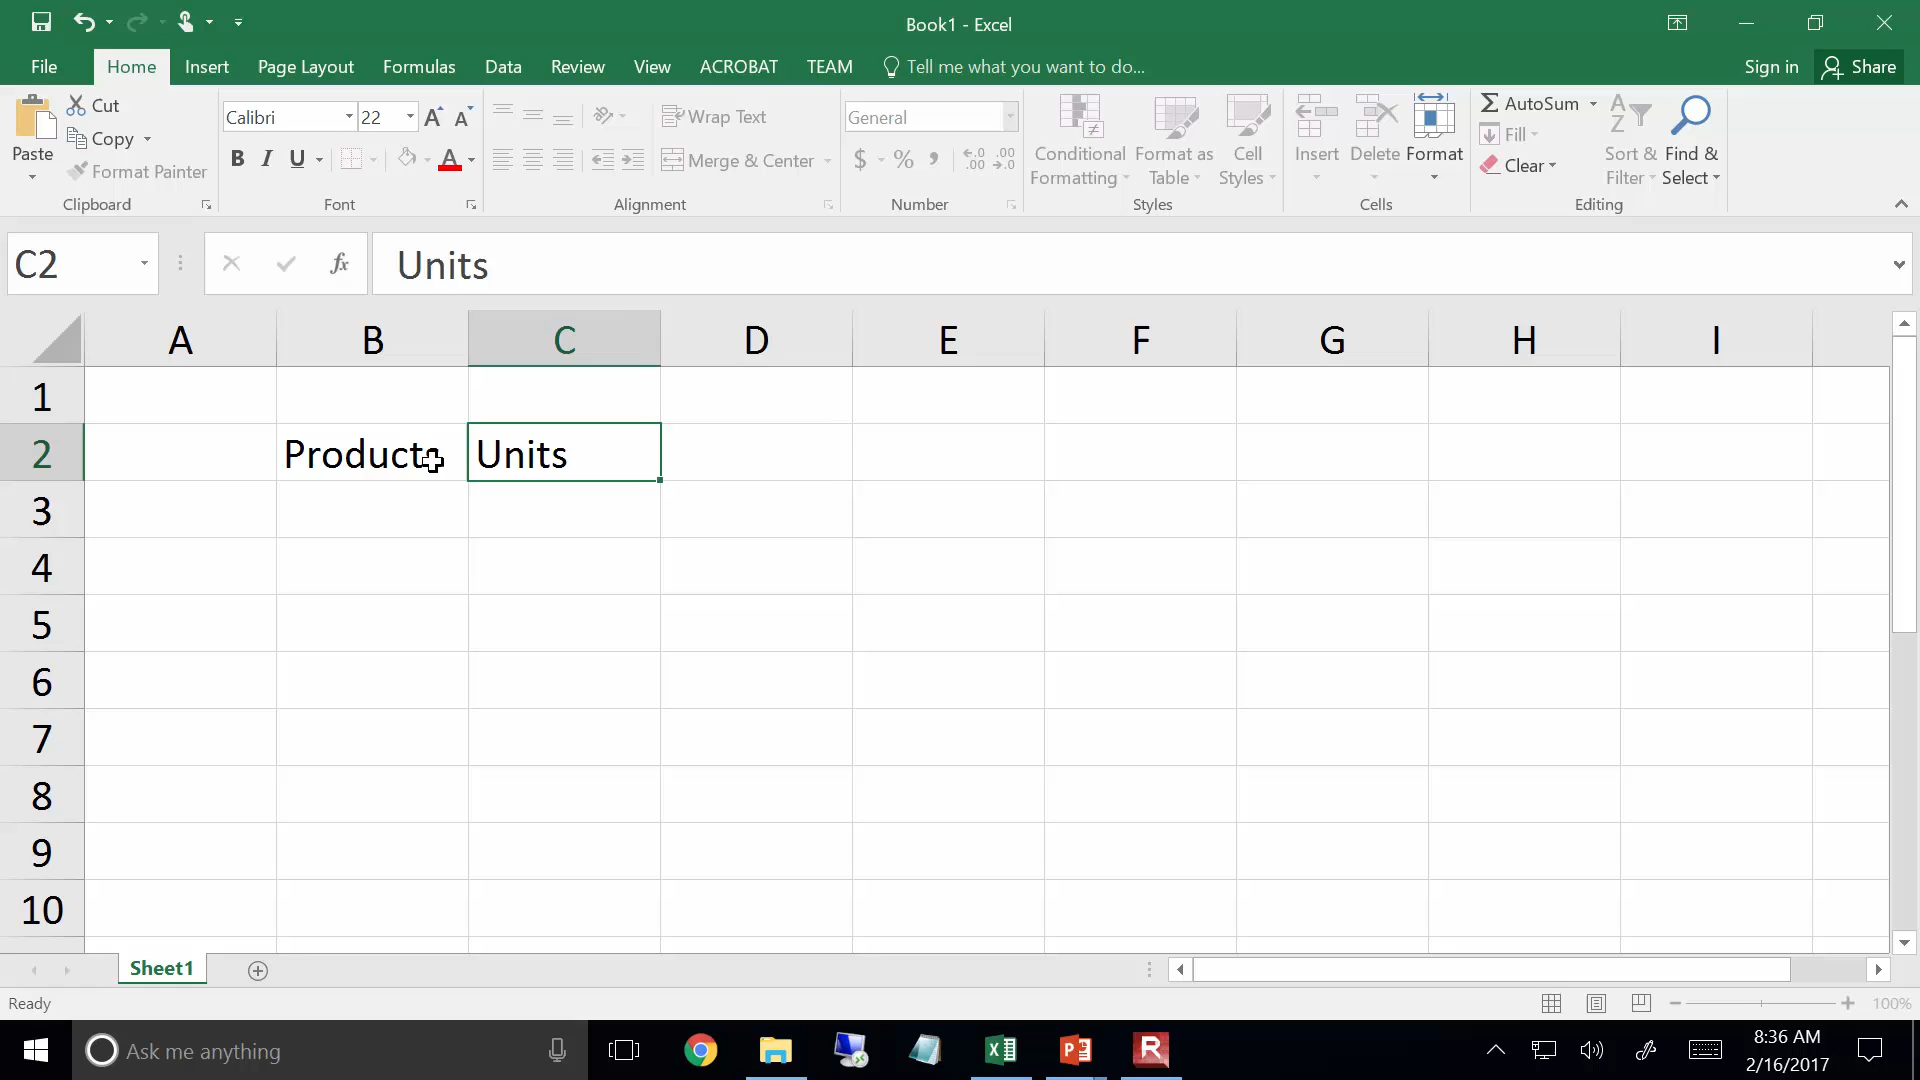 Book1 - Excel
File Home Insert Page Layout Formulas Data Review View ACROBAT TEAM Tell me what you want to do... Sign in Share
Paste
Cut
Copy
Format Painter
Clipboard
Calibri 22
B I U A
Font
Wrap Text
Merge & Center
Alignment
General
$ % , .00 .00
Number
Conditional Formatting
Format as Table
Cell Styles
Styles
Insert Delete Format
Cells
AutoSum
Fill
Clear
Sort & Filter
Find & Select
Editing
C2 fx Units
A B C D E F G H I
1
2 Products Units
3
4
5
6
7
8
9
10
Sheet1
Ready 100%
Ask me anything
8:36 AM
2/16/2017